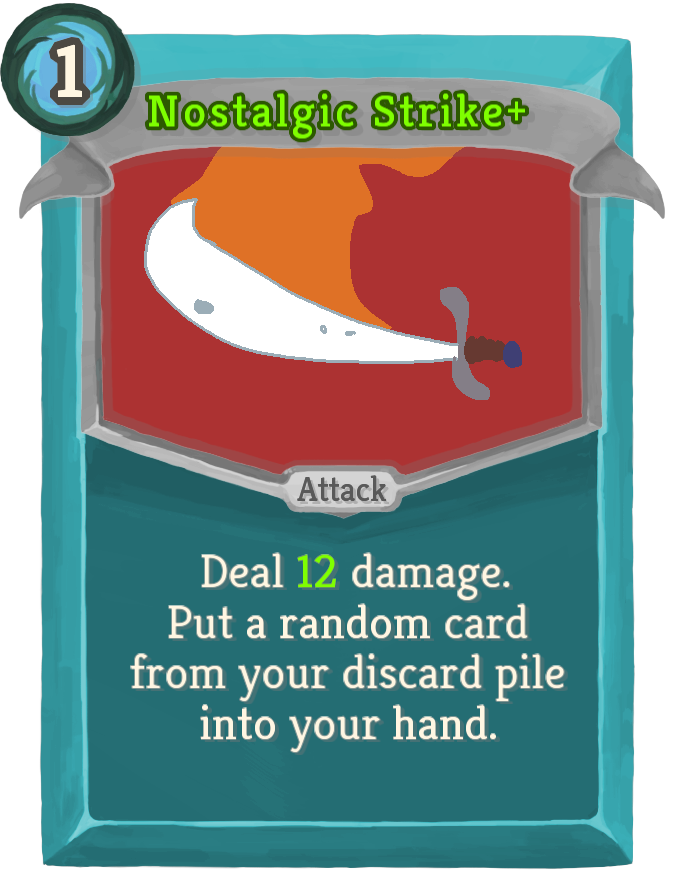 1
Nostalgic Strike+
Attack
Deal 12 damage.
Put a random card
from your discard pile
into your hand.